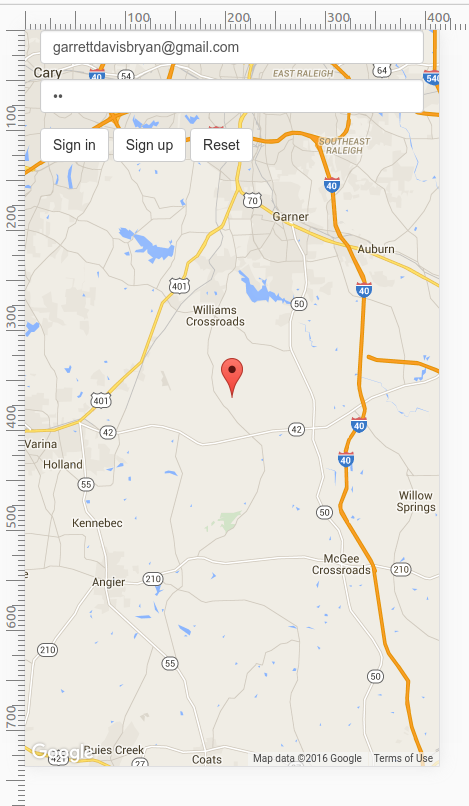 100 200 300 400
garrettdavisbryan@gmail.com
Cary 40 54 EAST RALEIGH 64 540
••
100
Sign in Sign up Reset
SOUTHEAST
RALEIGH
40
70
200
Garner
Auburn
401
40
50
300
Williams
Crossroads
401
400
42 42 40
Varina
Holland
40
55
Willow
Springs
500
50
Kennebec
McGee
Crossroads
210
Angier 210
600
210
55
50
700
Google
Buies Creek
421 27 Coats
Map data ©2016 Google Terms of Use